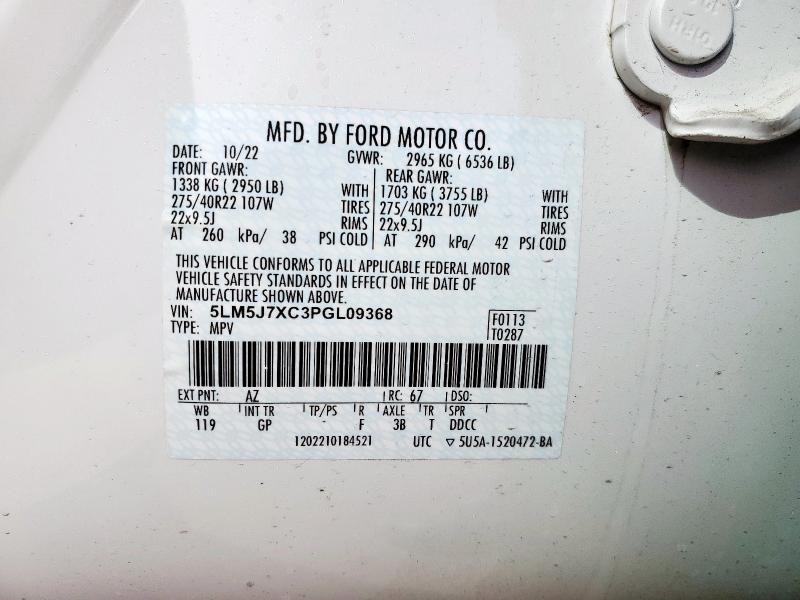 MFD. BY FORD MOTOR CO.
DATE: 10/22 GVWR: 2965 KG ( 6536 LB)
FRONT GAWR: REAR GAWR:
1338 KG ( 2950 LB) WITH 1703 KG ( 3755 LB) WITH
275/40R22 107W TIRES 275/40R22 107W TIRES
22x9.5J RIMS 22x9.5J RIMS
AT 260 kPa/ 38 PSI COLD AT 290 kPa/ 42 PSI COLD
THIS VEHICLE CONFORMS TO ALL APPLICABLE FEDERAL MOTOR
VEHICLE SAFETY STANDARDS IN EFFECT ON THE DATE OF
MANUFACTURE SHOWN ABOVE.
VIN: 5LM5J7XC3PGL09368 F0113
TYPE: MPV T0287
EXT PNT: AZ RC: 67 DSO:
WB INT TR TP/PS R AXLE TR SPR
119 GP - F 3B T DDCC
1202210184521 UTC ▽ 5U5A-1520472-BA